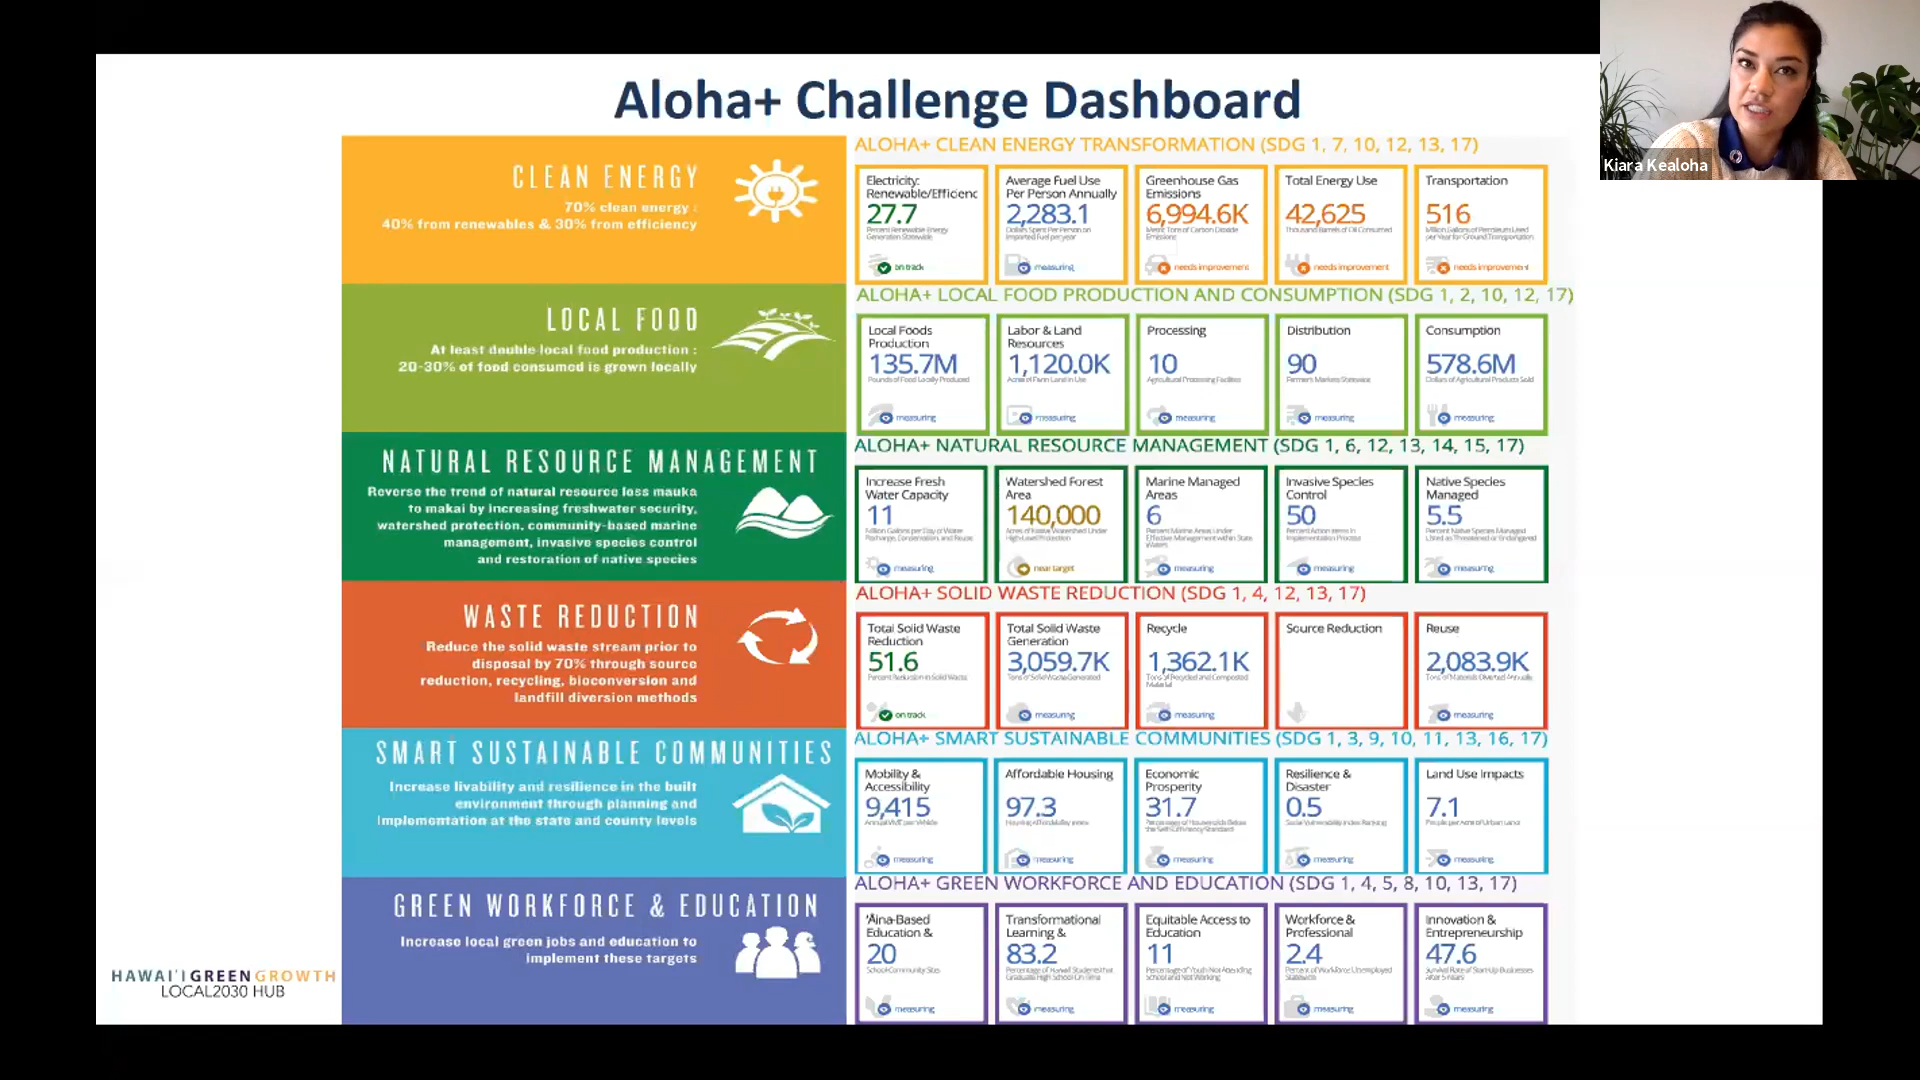 Aloha+ Challenge Dashboard
Kiara Kealoha
CLEAN ENERGY
70% clean energy :
40% from renewables & 30% from efficiency
ALOHA+ CLEAN ENERGY TRANSFORMATION (SDG 1, 7, 10, 12, 13, 17)
Electricity:
Renewable/Efficienc
27.7
Percent Renewable Energy
Generation Statewide
on track
Average Fuel Use
Per Person Annually
2,283.1
Dollars Spent Per Person on
Imported Fuel per year
measuring
Greenhouse Gas
Emissions
6,994.6K
Metric Tons of Carbon Dioxide
Emissions
needs improvement
Total Energy Use
42,625
Thousand Barrels of Oil Consumed
needs improvement
Transportation
516
Million Gallons of Petroleum Used
per Year for Ground Transportation
needs improvement
LOCAL FOOD
At least double local food production :
20-30% of food consumed is grown locally
ALOHA+ LOCAL FOOD PRODUCTION AND CONSUMPTION (SDG 1, 2, 10, 12, 17)
Local Foods
Production
135.7M
Pounds of Food Locally Produced
measuring
Labor & Land
Resources
1,120.0K
Acres of Farm Land in Use
measuring
Processing
10
Agricultural Processing Facilities
measuring
Distribution
90
Farmer's Markets Statewide
measuring
Consumption
578.6M
Dollars of Agricultural Products Sold
measuring
NATURAL RESOURCE MANAGEMENT
Reverse the trend of natural resource loss mauka
to makai by increasing freshwater security,
watershed protection, community-based marine
management, invasive species control
and restoration of native species
ALOHA+ NATURAL RESOURCE MANAGEMENT (SDG 1, 6, 12, 13, 14, 15, 17)
Increase Fresh
Water Capacity
11
Million Gallons per Day of Water
Recharge, Conservation, and Reuse
measuring
Watershed Forest
Area
140,000
Acres of Native Watershed Under
High-Level Protection
near target
Marine Managed
Areas
6
Percent Marine Areas Under
Effective Management within State
Waters
measuring
Invasive Species
Control
50
Percent Action Items in
Implementation Process
measuring
Native Species
Managed
5.5
Percent Native Species Managed
Listed as Threatened or Endangered
measuring
WASTE REDUCTION
Reduce the solid waste stream prior to
disposal by 70% through source
reduction, recycling, bioconversion and
landfill diversion methods
ALOHA+ SOLID WASTE REDUCTION (SDG 1, 4, 12, 13, 17)
Total Solid Waste
Reduction
51.6
Percent Reduction in Solid Waste
on track
Total Solid Waste
Generation
3,059.7K
Tons of Solid Waste Generated
measuring
Recycle
1,362.1K
Tons of Recycled and Composted
Material
measuring
Source Reduction
Reuse
2,083.9K
Tons of Materials Diverted Annually
measuring
SMART SUSTAINABLE COMMUNITIES
Increase livability and resilience in the built
environment through planning and
implementation at the state and county levels
ALOHA+ SMART SUSTAINABLE COMMUNITIES (SDG 1, 3, 9, 10, 11, 13, 16, 17)
Mobility &
Accessibility
9,415
Annual VMT per Vehicle
measuring
Affordable Housing
97.3
Housing Affordability Index
measuring
Economic
Prosperity
31.7
Percentage of Households Below
the Self-Sufficiency Standard
measuring
Resilience &
Disaster
0.5
Social Vulnerability Index Ranking
measuring
Land Use Impacts
7.1
People per Acre of Urban Land
measuring
GREEN WORKFORCE & EDUCATION
Increase local green jobs and education to
implement these targets
ALOHA+ GREEN WORKFORCE AND EDUCATION (SDG 1, 4, 5, 8, 10, 13, 17)
ʻĀina-Based
Education &
20
School-Community Sites
measuring
Transformational
Learning &
83.2
Percentage of Hawaii Students that
Graduate High School On-Time
measuring
Equitable Access to
Education
11
Percentage of Youth Not Attending
School and Not Working
measuring
Workforce &
Professional
2.4
Percent of Workforce Unemployed
Statewide
measuring
Innovation &
Entrepreneurship
47.6
Survival Rate of Start-Up Businesses
after 5 Years
measuring
HAWAI'I GREEN GROWTH
LOCAL2030 HUB